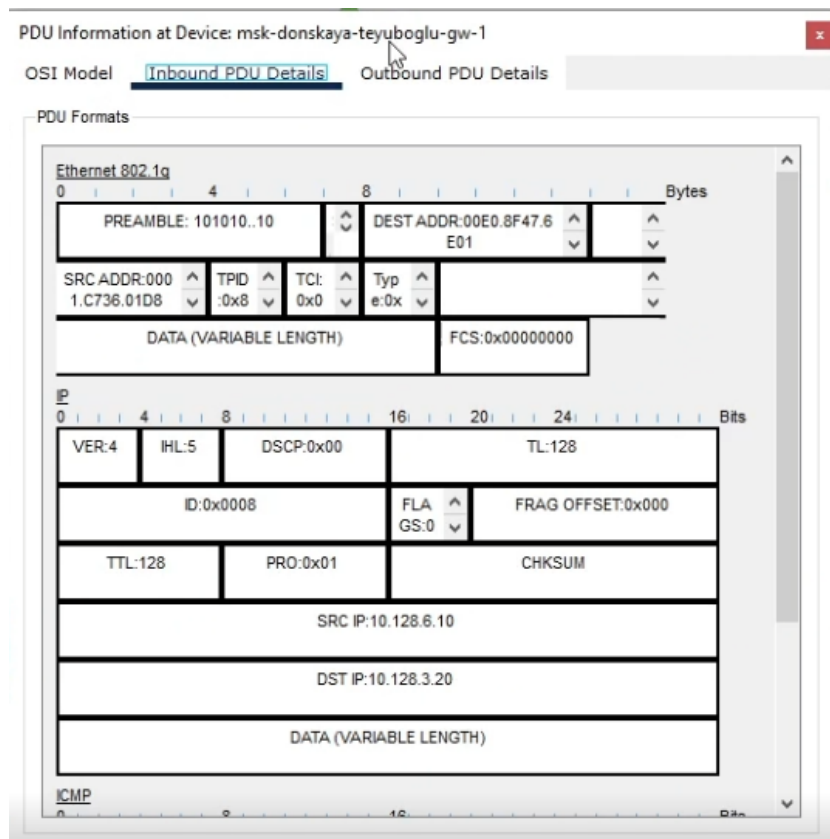 PDU Information at Device: msk-donskaya-teyuboglu-gw-1
x
OSI Model Inbound PDU Details Outbound PDU Details
PDU Formats
Ethernet 802.1q
0 4 8 Bytes
PREAMBLE: 101010..10 DEST ADDR:00E0.8F47.6
E01
SRC ADDR:000 TPID TCI: Typ
1.C736.01D8 :0x8 0x0 e:0x
DATA (VARIABLE LENGTH) FCS:0x00000000
IP
0 4 8 16 20 24 Bits
VER:4 IHL:5 DSCP:0x00 TL:128
ID:0x0008 FLA FRAG OFFSET:0x000
GS:0
TTL:128 PRO:0x01 CHKSUM
SRC IP:10.128.6.10
DST IP:10.128.3.20
DATA (VARIABLE LENGTH)
ICMP
0 8 16 Bits